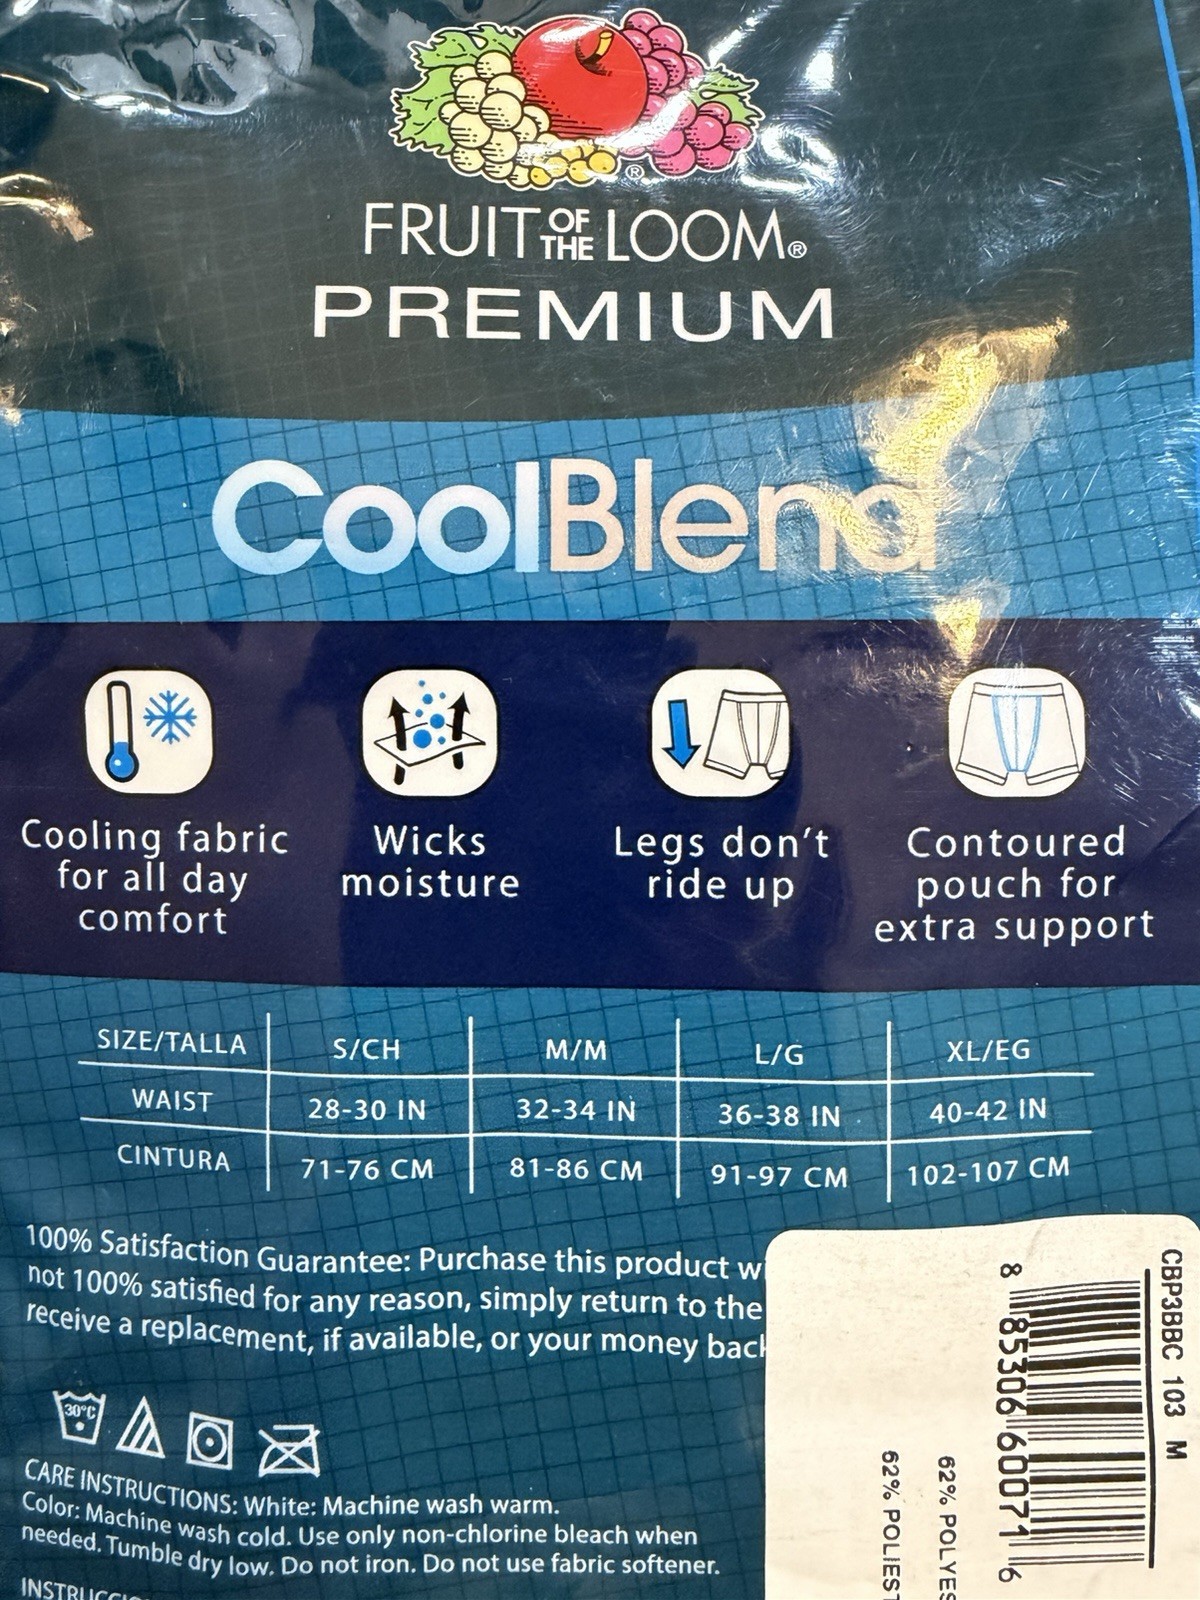 FRUIT OF THE LOOM®
PREMIUM
CoolBlend
Cooling fabric
for all day
comfort
Wicks
moisture
Legs don't
ride up
Contoured
pouch for
extra support
SIZE/TALLA S/CH M/M L/G XL/EG
WAIST 28-30 IN 32-34 IN 36-38 IN 40-42 IN
CINTURA 71-76 CM 81-86 CM 91-97 CM 102-107 CM
100% Satisfaction Guarantee: Purchase this product w
not 100% satisfied for any reason, simply return to the
receive a replacement, if available, or your money bac
30°C
CARE INSTRUCTIONS: White: Machine wash warm.
Color: Machine wash cold. Use only non-chlorine bleach when
needed. Tumble dry low. Do not iron. Do not use fabric softener.
CBP3BBC 103 M
8 85306 60071 6
62% POLYES
62% POLIEST